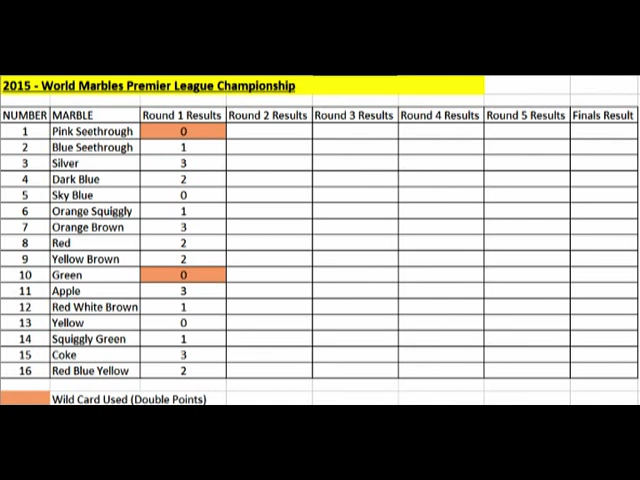 2015 - World Marbles Premier League Championship
NUMBER MARBLE Round 1 Results Round 2 Results Round 3 Results Round 4 Results Round 5 Results Finals Result
1 Pink Seethrough 0
2 Blue Seethrough 1
3 Silver 3
4 Dark Blue 2
5 Sky Blue 0
6 Orange Squiggly 1
7 Orange Brown 3
8 Red 2
9 Yellow Brown 2
10 Green 0
11 Apple 3
12 Red White Brown 1
13 Yellow 0
14 Squiggly Green 1
15 Coke 3
16 Red Blue Yellow 2
Wild Card Used (Double Points)